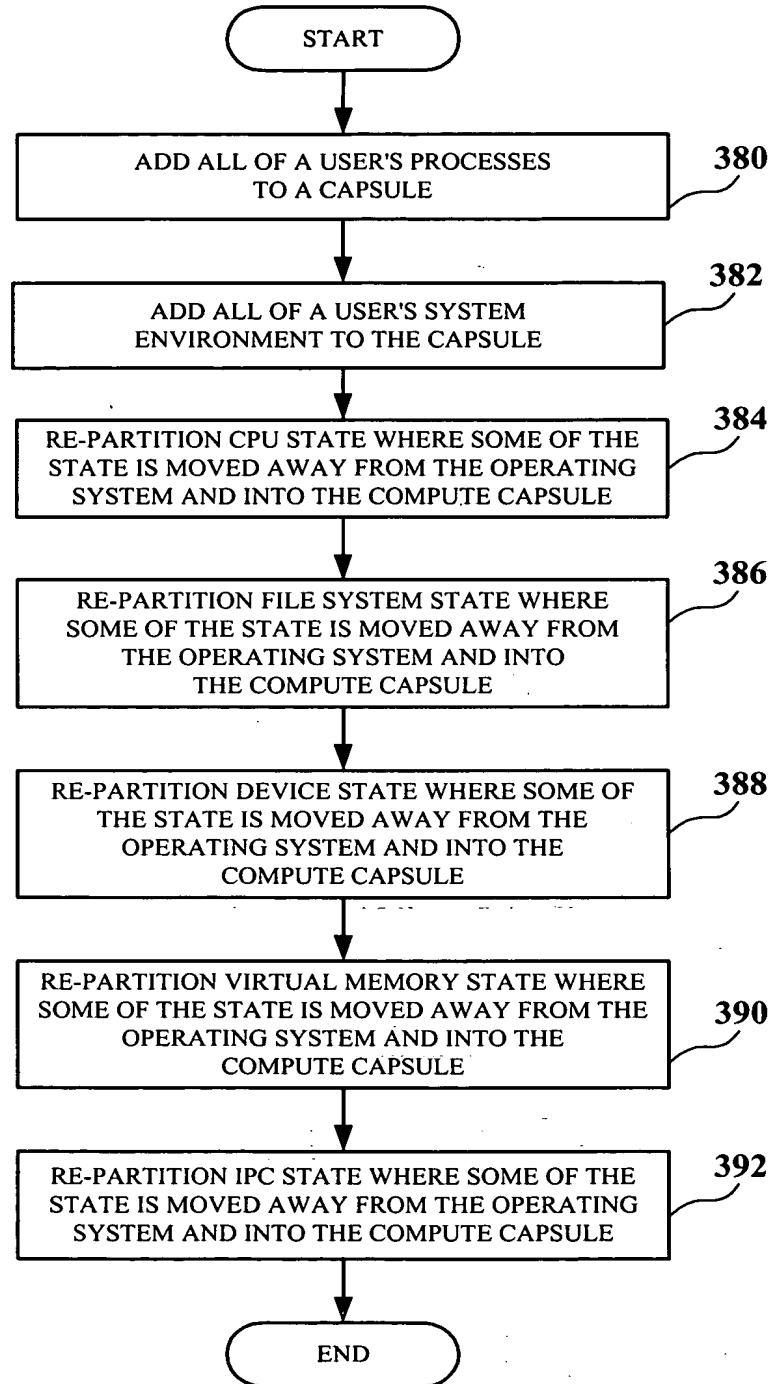 START
ADD ALL OF A USER'S PROCESSES
TO A CAPSULE
380
ADD ALL OF A USER'S SYSTEM
ENVIRONMENT TO THE CAPSULE
382
RE-PARTITION CPU STATE WHERE SOME OF THE
STATE IS MOVED AWAY FROM THE OPERATING
SYSTEM AND INTO THE COMPUTE CAPSULE
384
RE-PARTITION FILE SYSTEM STATE WHERE
SOME OF THE STATE IS MOVED AWAY FROM
THE OPERATING SYSTEM AND INTO
THE COMPUTE CAPSULE
386
RE-PARTITION DEVICE STATE WHERE SOME OF
THE STATE IS MOVED AWAY FROM THE
OPERATING SYSTEM AND INTO THE
COMPUTE CAPSULE
388
RE-PARTITION VIRTUAL MEMORY STATE WHERE
SOME OF THE STATE IS MOVED AWAY FROM THE
OPERATING SYSTEM AND INTO THE
COMPUTE CAPSULE
390
RE-PARTITION IPC STATE WHERE SOME OF THE
STATE IS MOVED AWAY FROM THE OPERATING
SYSTEM AND INTO THE COMPUTE CAPSULE
392
END